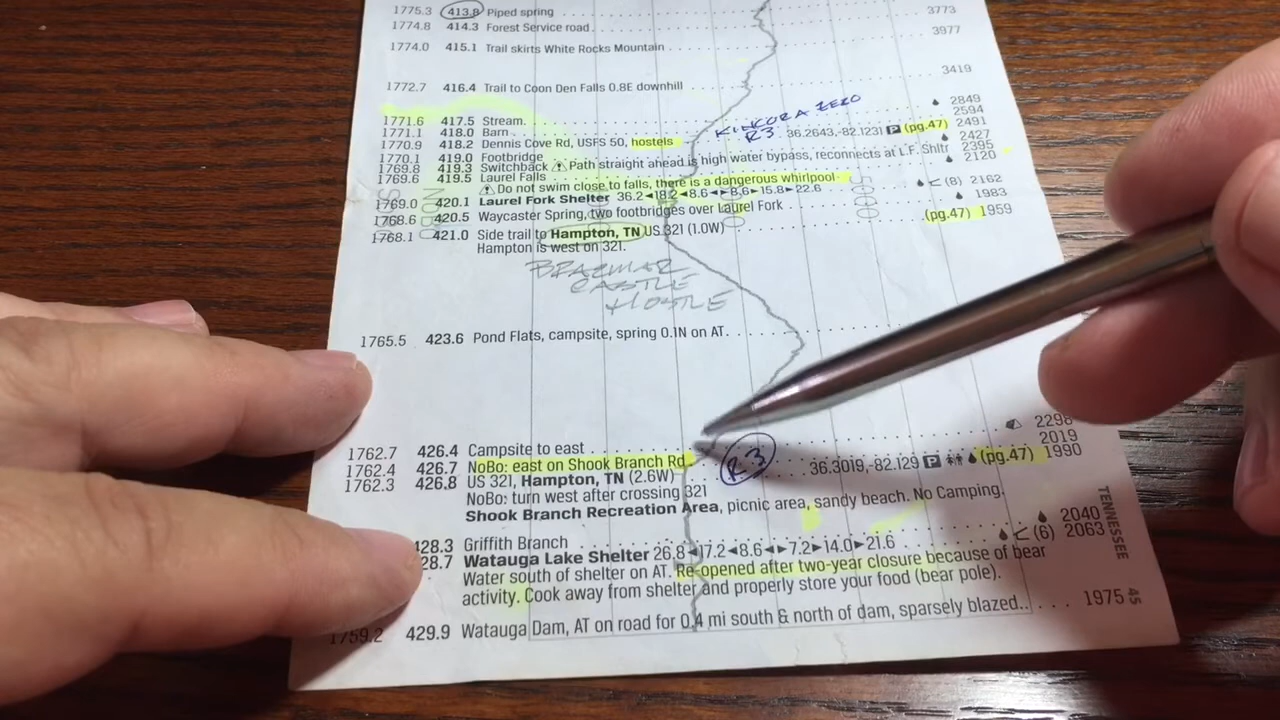 1775.3 413.8 Piped spring 3773
1774.8 414.3 Forest Service road 3977
1774.0 415.1 Trail skirts White Rocks Mountain
3419
1772.7 416.4 Trail to Coon Den Falls 0.8E downhill
KINKORA ZERO
R3
1771.6 417.5 Stream 2849
1771.1 418.0 Barn 2594
1770.9 418.2 Dennis Cove Rd, USFS 50, hostels 36.2643,-82.1231 P (pg.47) 2491
1770.1 419.0 Footbridge 2427
1769.8 419.3 Switchback Path straight ahead is high water bypass, reconnects at L.F. Shltr 2395
1769.6 419.5 Laurel Falls 2120
Do not swim close to falls, there is a dangerous whirlpool
1769.0 420.1 Laurel Fork Shelter 36.2◄18.2◄8.6◄►8.6►15.8►22.6 (8) 2162
1768.6 420.5 Waycaster Spring, two footbridges over Laurel Fork 1983
1768.1 421.0 Side trail to Hampton, TN US 321 (1.0W) (pg.47) 1959
Hampton is west on 321.
BRAEMAR
CASTLE
HOSTLE
1765.5 423.6 Pond Flats, campsite, spring 0.1N on AT
1762.7 426.4 Campsite to east 2298
1762.4 426.7 NoBo: east on Shook Branch Rd 2019
R3
1762.3 426.8 US 321, Hampton, TN (2.6W) 36.3019,-82.129 P (pg.47) 1990
NoBo: turn west after crossing 321
Shook Branch Recreation Area, picnic area, sandy beach. No Camping.
428.3 Griffith Branch 2040
28.7 Watauga Lake Shelter 26.8◄17.2◄8.6◄►7.2►14.0►21.6 (6) 2063
Water south of shelter on AT. Re-opened after two-year closure because of bear
activity. Cook away from shelter and properly store your food (bear pole).
1759.2 429.9 Watauga Dam, AT on road for 0.4 mi south & north of dam, sparsely blazed 1975
TENNESSEE
45